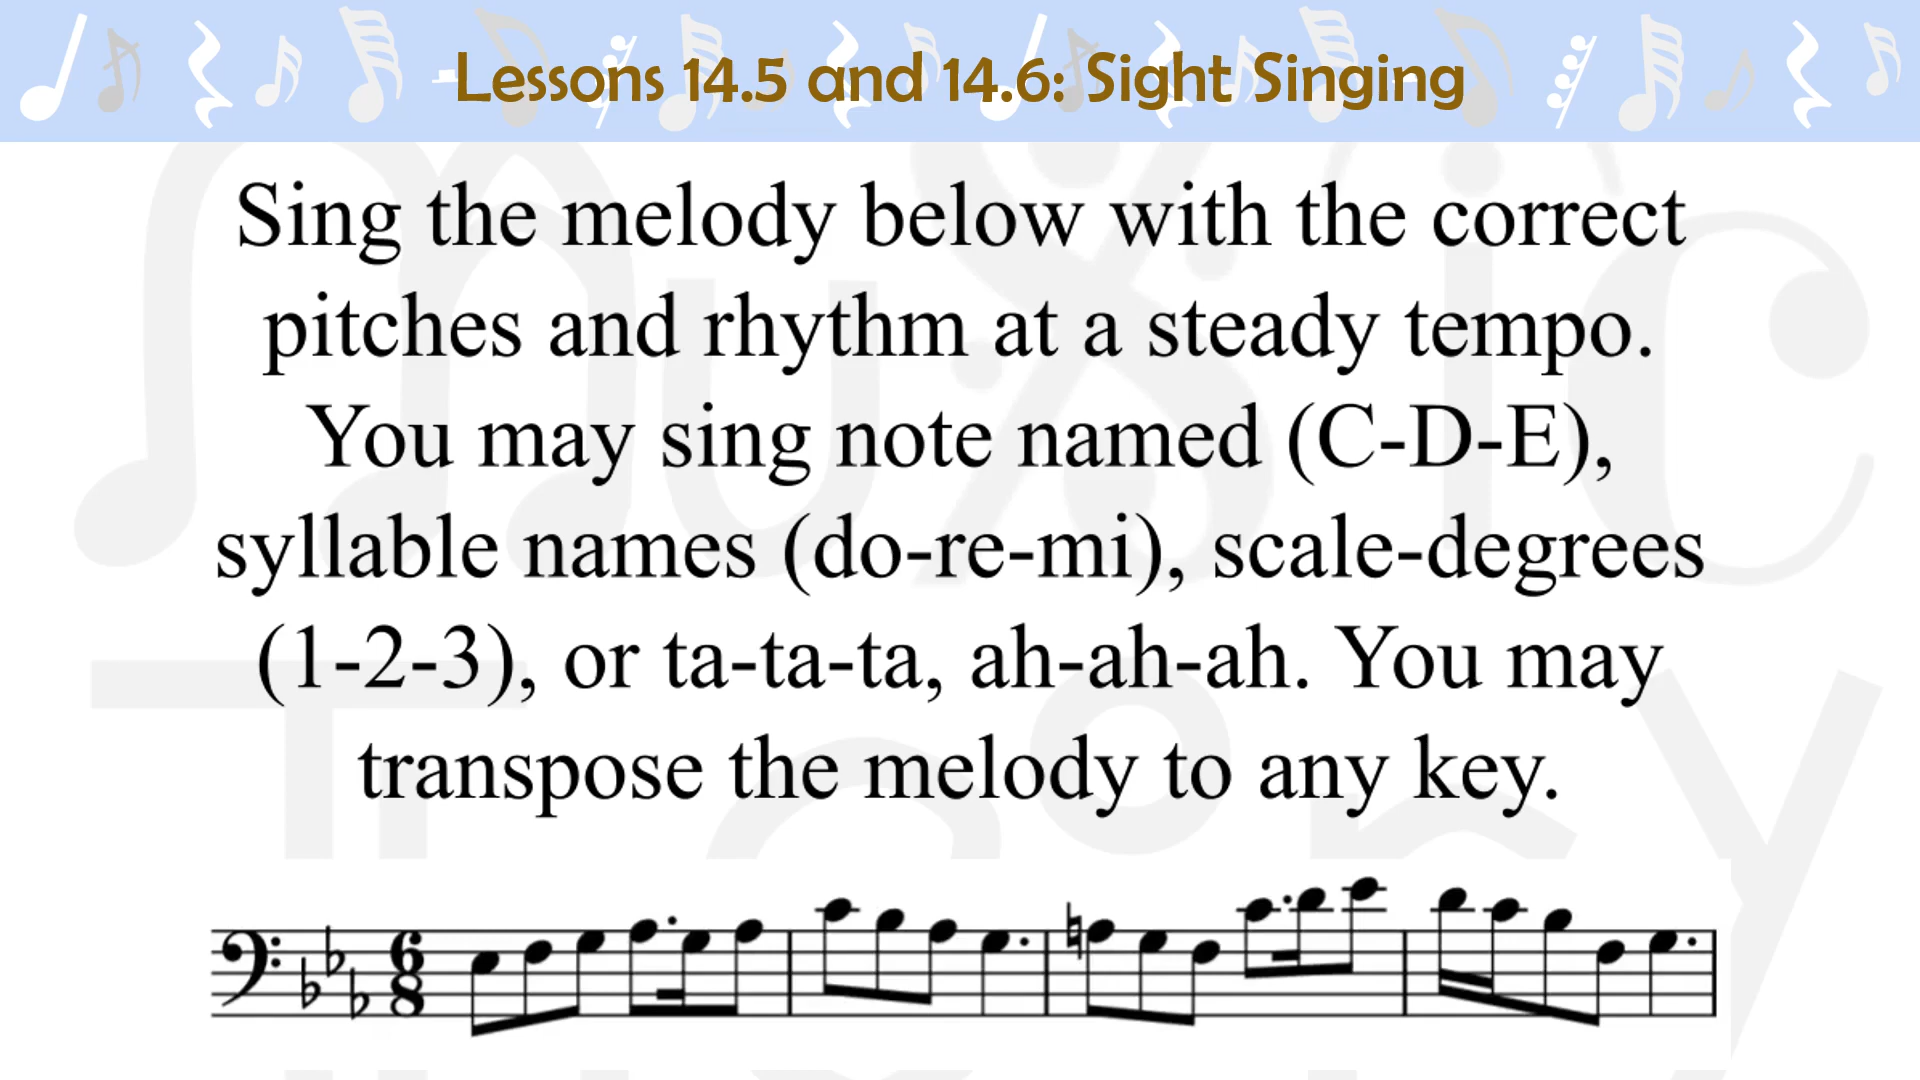 Lessons 14.5 and 14.6: Sight Singing
Sing the melody below with the correct
pitches and rhythm at a steady tempo.
You may sing note named (C-D-E),
syllable names (do-re-mi), scale-degrees
(1-2-3), or ta-ta-ta, ah-ah-ah. You may
transpose the melody to any key.
6
8